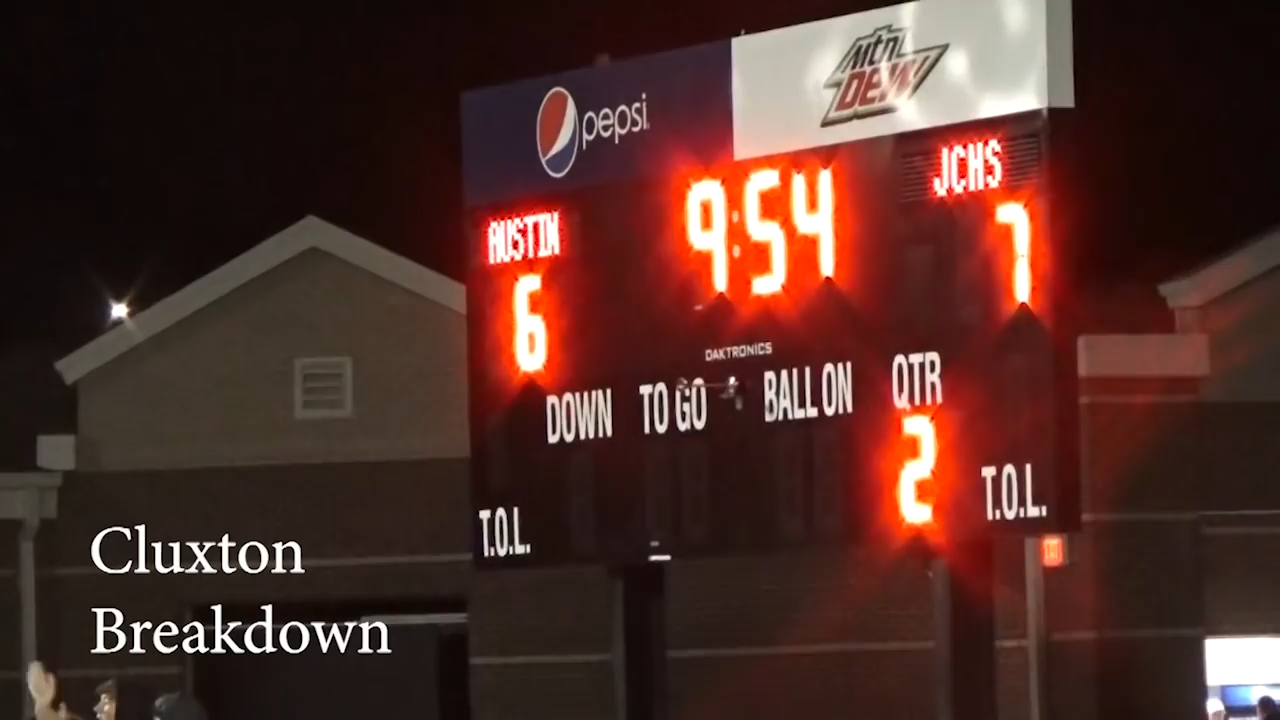 pepsi
Mtn
DEW
JCHS
9:54
AUSTIN
7
6
DAKTRONICS
DOWN TO GO BALL ON QTR
2
T.O.L. T.O.L.
Cluxton
Breakdown